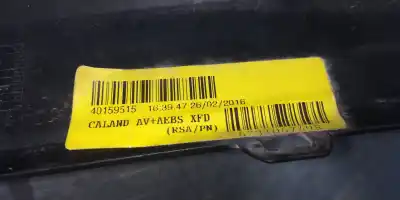 40159515 16.39.47 26/02/2016
CALAND AV+AEBS XFD
(RSA/PN)